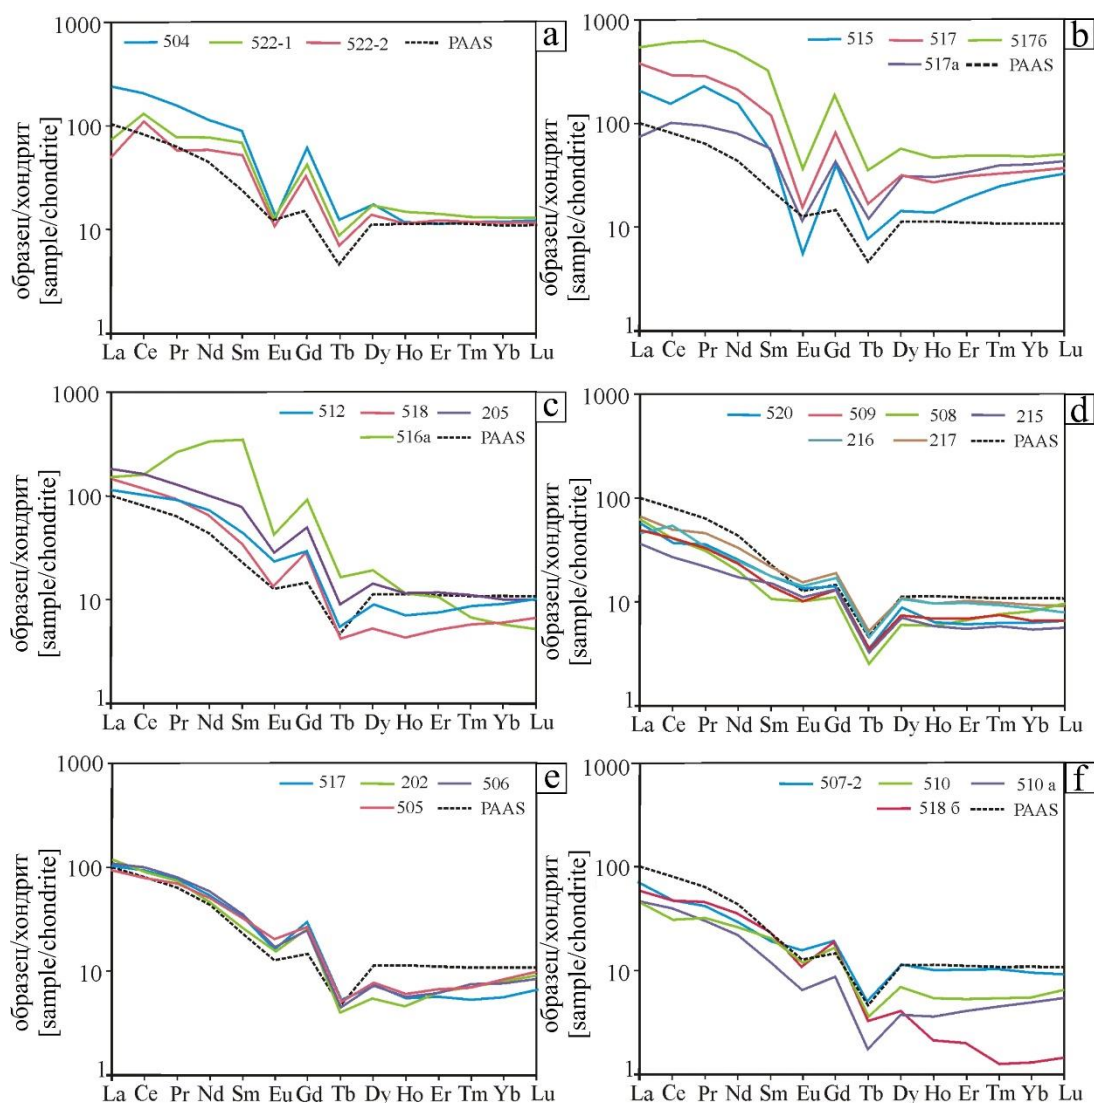 1000
504 522-1 522-2 PAAS
a
100
10
1
образец/хондрит
[sample/chondrite]
La Ce Pr Nd Sm Eu Gd Tb Dy Ho Er Tm Yb Lu
1000
515 517 517б
517a PAAS
b
100
10
1
образец/хондрит
[sample/chondrite]
La Ce Pr Nd Sm Eu Gd Tb Dy Ho Er Tm Yb Lu
1000
512 518 205
516a PAAS
c
100
10
1
образец/хондрит
[sample/chondrite]
La Ce Pr Nd Sm Eu Gd Tb Dy Ho Er Tm Yb Lu
1000
520 509 508 215
216 217 PAAS
d
100
10
1
образец/хондрит
[sample/chondrite]
La Ce Pr Nd Sm Eu Gd Tb Dy Ho Er Tm Yb Lu
1000
517 202 506
505 PAAS
e
100
10
1
образец/хондрит
[sample/chondrite]
La Ce Pr Nd Sm Eu Gd Tb Dy Ho Er Tm Yb Lu
1000
507-2 510 510 a
518 б PAAS
f
100
10
1
образец/хондрит
[sample/chondrite]
La Ce Pr Nd Sm Eu Gd Tb Dy Ho Er Tm Yb Lu